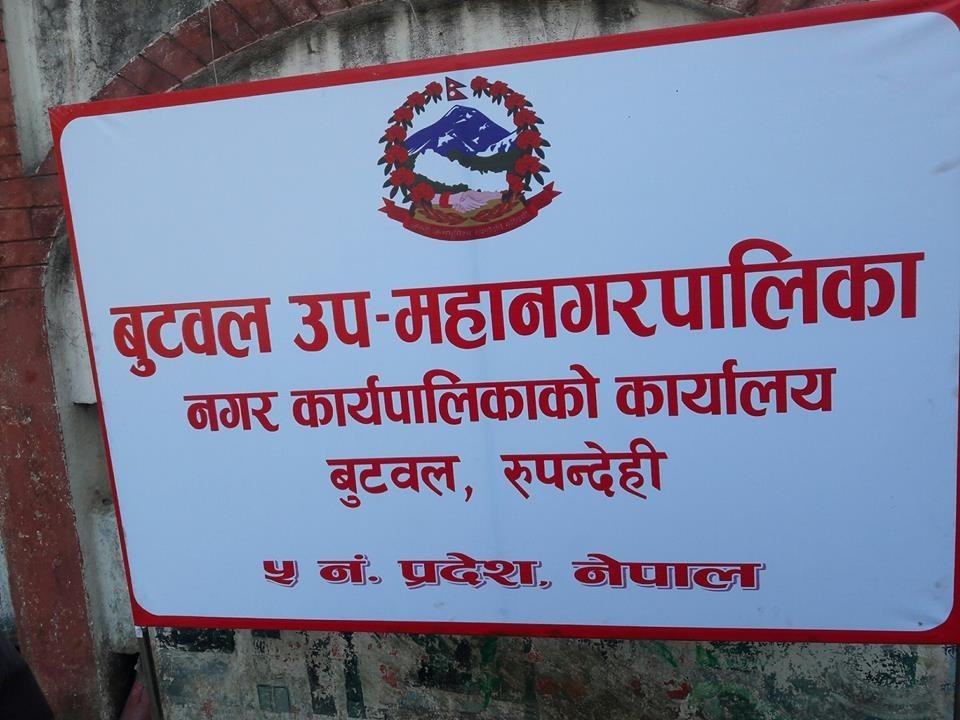 बुटवल उप-महानगरपालिका
नगर कार्यपालिकाको कार्यालय
बुटवल, रुपन्देही
५ नं. प्रदेश, नेपाल